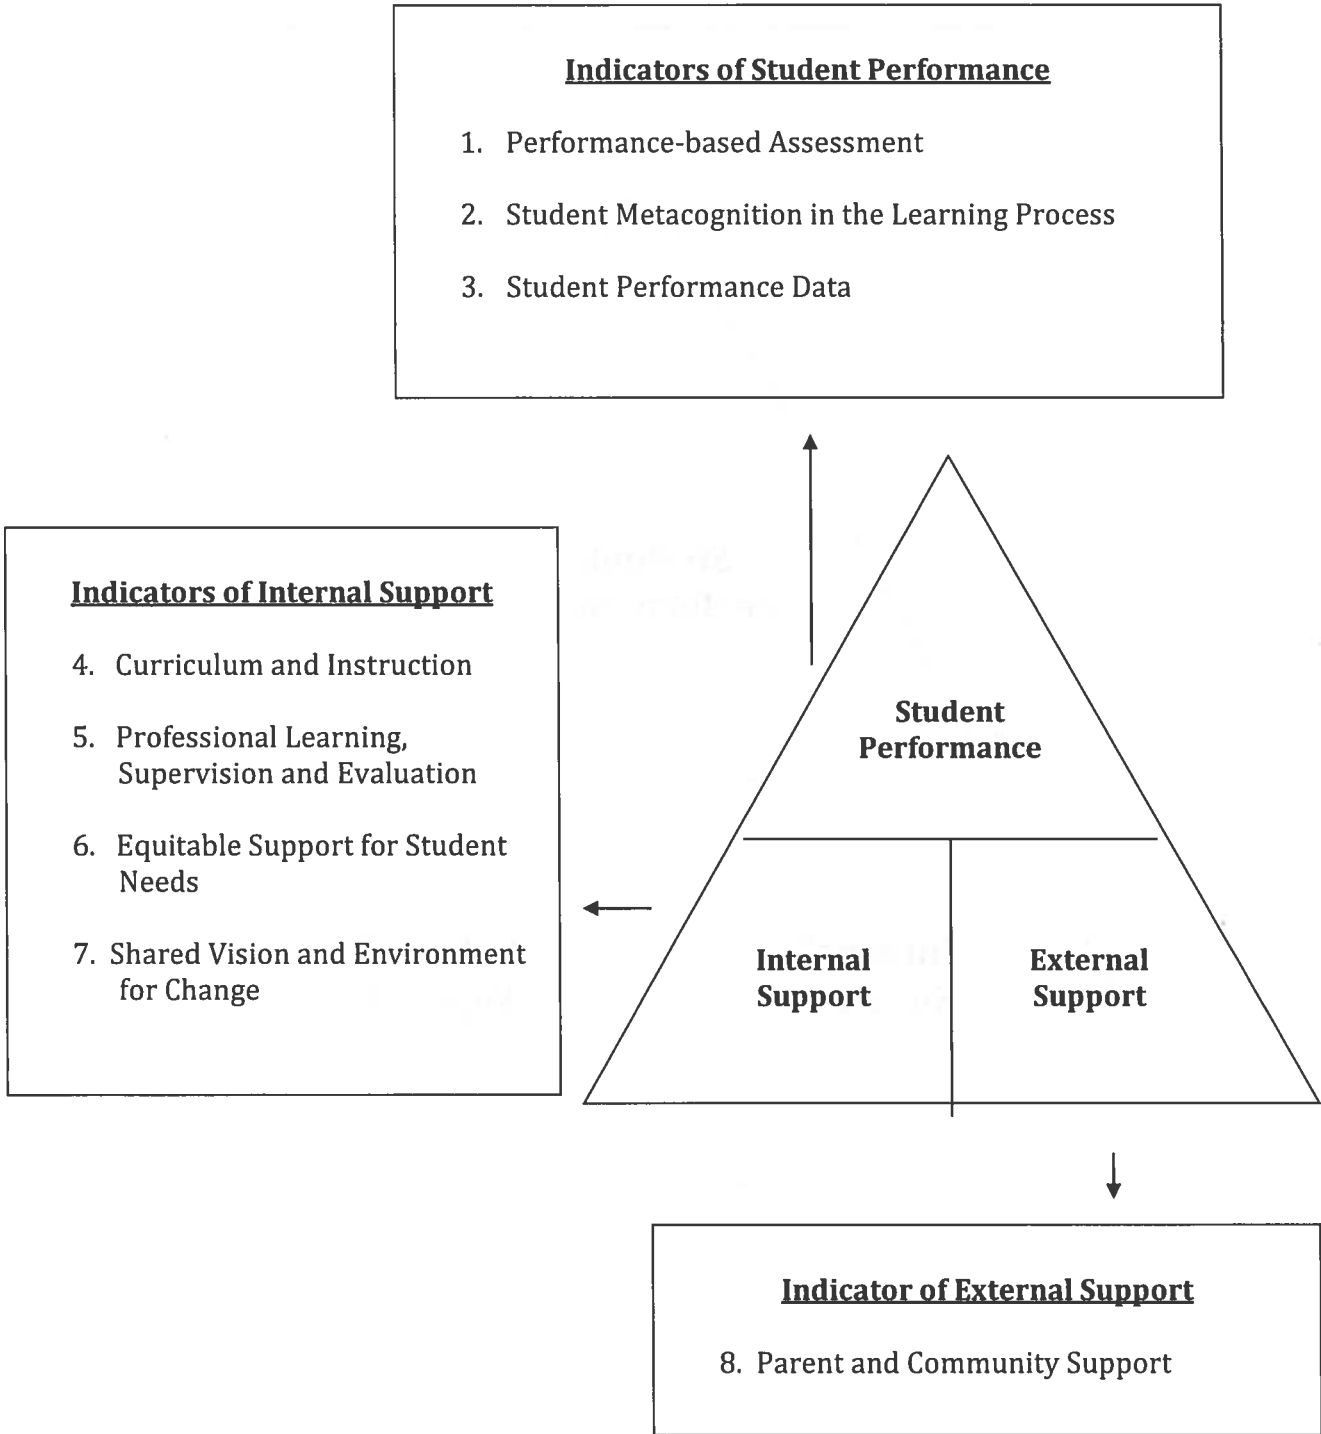 Indicators of Student Performance
1. Performance-based Assessment
2. Student Metacognition in the Learning Process
3. Student Performance Data
Indicators of Internal Support
4. Curriculum and Instruction
5. Professional Learning,
Supervision and Evaluation
6. Equitable Support for Student
Needs
7. Shared Vision and Environment
for Change
Student
Performance
Internal
Support
External
Support
Indicator of External Support
8. Parent and Community Support